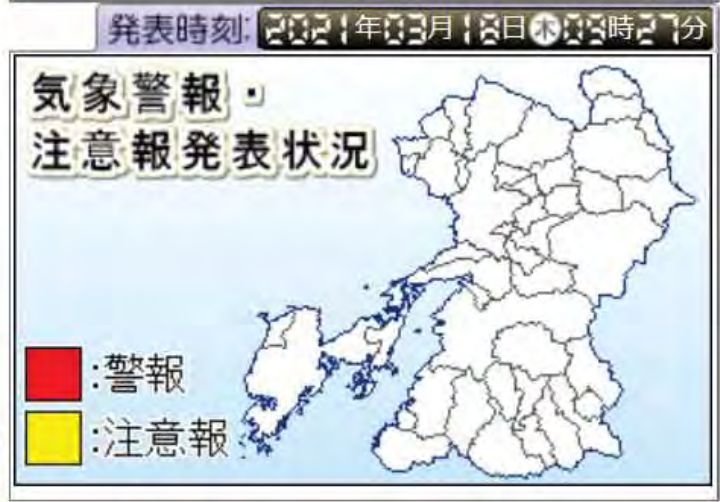 発表時刻: 2021年03月18日木03時27分
気象警報・
注意報発表状況
:警報
:注意報